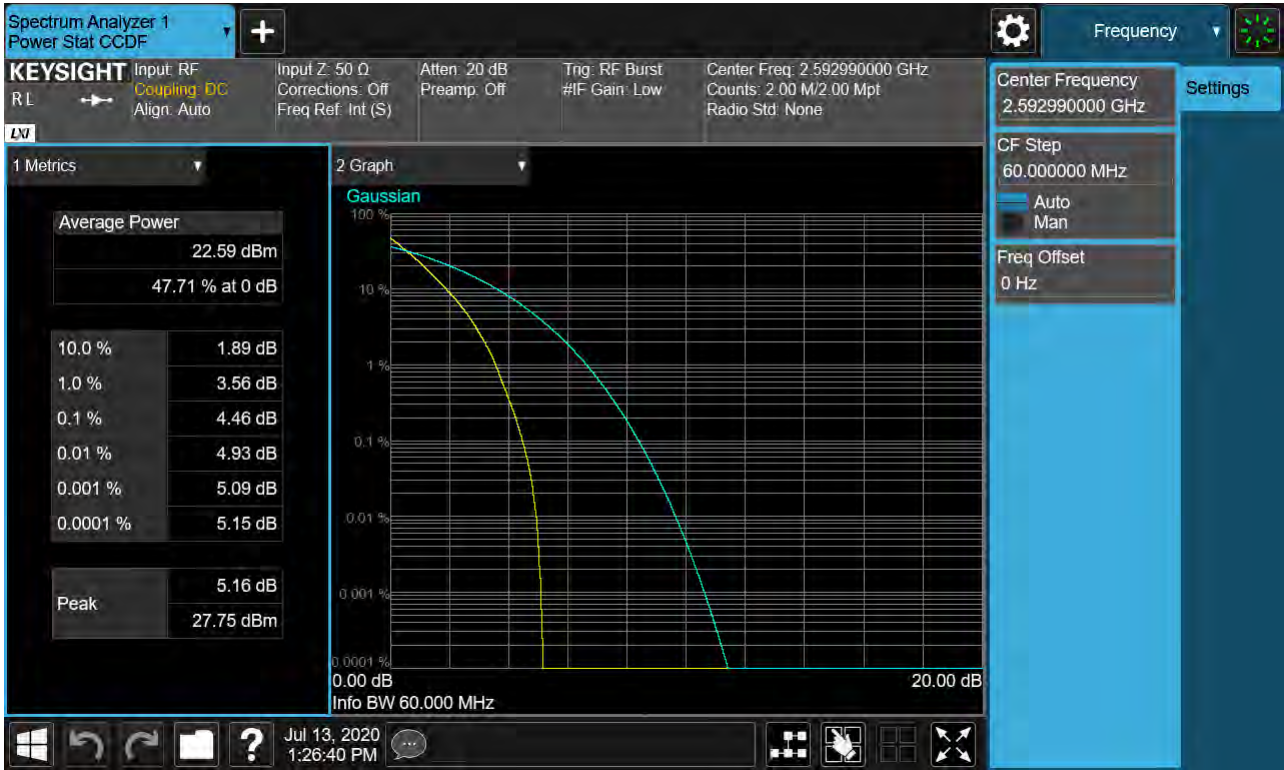 Spectrum Analyzer 1
Power Stat CCDF
+
Frequency
KEYSIGHT
RL
LXI
Input: RF
Coupling: DC
Align: Auto
Input Z: 50 Ω
Corrections: Off
Freq Ref: Int (S)
Atten: 20 dB
Preamp: Off
Trig: RF Burst
#IF Gain: Low
Center Freq: 2.592990000 GHz
Counts: 2.00 M/2.00 Mpt
Radio Std: None
Center Frequency
2.592990000 GHz
Settings
CF Step
60.000000 MHz
Auto
Man
Freq Offset
0 Hz
1 Metrics
Average Power
22.59 dBm
47.71 % at 0 dB
10.0 % 1.89 dB
1.0 % 3.56 dB
0.1 % 4.46 dB
0.01 % 4.93 dB
0.001 % 5.09 dB
0.0001 % 5.15 dB
Peak
5.16 dB
27.75 dBm
2 Graph
Gaussian
100 %
10 %
1 %
0.1 %
0.01 %
0.001 %
0.0001 %
0.00 dB 20.00 dB
Info BW 60.000 MHz
?
Jul 13, 2020
1:26:40 PM